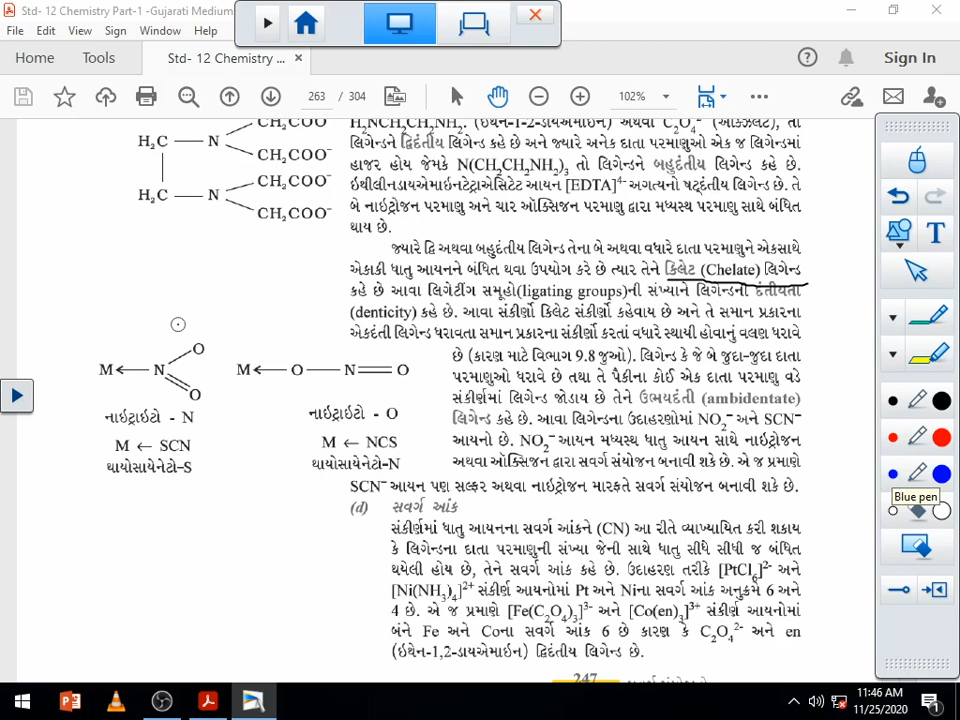 Std- 12 Chemistry Part-1 -Gujarati Medium
File Edit View Sign Window Help
Home Tools Std- 12 Chemistry ... × Sign In
263 / 304 102%
CH₂COO⁻
H₂C — N
CH₂COO⁻
CH₂COO⁻
H₂C — N
CH₂COO⁻
H₂NCH₂CH₂NH₂. (ઇથેન-1-2-ડાયએમાઇન) અથવા C₂O₄²⁻ (ઑક્ઝિલેટ), તો
લિગેન્ડને દ્વિદંતીય લિગેન્ડ કહે છે અને જ્યારે અનેક દાતા પરમાણુઓ એક જ લિગેન્ડમાં
હાજર હોય જેમકે N(CH₂CH₂NH₂)₃ તો લિગેન્ડને બહુદંતીય લિગેન્ડ કહે છે.
ઇથીલીનડાયએમાઇનટેટ્રાએસિટેટ આયન [EDTA]⁴⁻ અગત્યનો ષટ્દંતીય લિગેન્ડ છે. તે
બે નાઇટ્રોજન પરમાણુ અને ચાર ઑક્સિજન પરમાણુ દ્વારા મધ્યસ્થ પરમાણુ સાથે બંધિત
થાય છે.
જ્યારે દ્વિ અથવા બહુદંતીય લિગેન્ડ તેના બે અથવા વધારે દાતા પરમાણુને એકસાથે
એકાકી ધાતુ આયનને બંધિત થવા ઉપયોગ કરે છે ત્યાર તેને કિલેટ (Chelate) લિગેન્ડ
કહે છે આવા લિગેટીંગ સમૂહો(ligating groups)ની સંખ્યાને લિગેન્ડની દંતીયતા
(denticity) કહે છે. આવા સંકીર્ણો કિલેટ સંકીર્ણો કહેવાય છે અને તે સમાન પ્રકારના
એકદંતી લિગેન્ડ ધરાવતા સમાન પ્રકારના સંકીર્ણો કરતાં વધારે સ્થાયી હોવાનું વલણ ધરાવે
છે (કારણ માટે વિભાગ 9.8 જુઓ). લિગેન્ડ કે જે બે જુદા-જુદા દાતા
પરમાણુઓ ધરાવે છે તથા તે પૈકીના કોઈ એક દાતા પરમાણુ વડે
સંકીર્ણમાં લિગેન્ડ જોડાય છે તેને ઉભયદંતી (ambidentate)
લિગેન્ડ કહે છે. આવા લિગેન્ડના ઉદાહરણોમાં NO₂⁻ અને SCN⁻
આયનો છે. NO₂⁻ આયન મધ્યસ્થ ધાતુ આયન સાથે નાઇટ્રોજન
અથવા ઑક્સિજન દ્વારા સવર્ગ સંયોજન બનાવી શકે છે. એ જ પ્રમાણે
SCN⁻ આયન પણ સલ્ફર અથવા નાઇટ્રોજન મારફતે સવર્ગ સંયોજન બનાવી શકે છે.
O
M ← N
O
M ← O — N = O
નાઇટ્રાઇટો - N
નાઇટ્રાઇટો - O
M ← SCN
M ← NCS
થાયોસાયેનેટો-S
થાયોસાયેનેટો-N
(d) સવર્ગ આંક
સંકીર્ણમાં ધાતુ આયનના સવર્ગ આંકને (CN) આ રીતે વ્યાખ્યાયિત કરી શકાય
કે લિગેન્ડના દાતા પરમાણુની સંખ્યા જેની સાથે ધાતુ સીધે સીધી જ બંધિત
થયેલી હોય છે, તેને સવર્ગ આંક કહે છે. ઉદાહરણ તરીકે [PtCl₆]²⁻ અને
[Ni(NH₃)₄]²⁺ સંકીર્ણ આયનોમાં Pt અને Niના સવર્ગ આંક અનુક્રમે 6 અને
4 છે. એ જ પ્રમાણે [Fe(C₂O₄)₃]³⁻ અને [Co(en)₃]³⁺ સંકીર્ણ આયનોમાં
બંને Fe અને Coના સવર્ગ આંક 6 છે કારણ કે C₂O₄²⁻ અને en
(ઇથેન-1,2-ડાયએમાઇન) દ્વિદંતીય લિગેન્ડ છે.
247
T
Blue pen
11:46 AM
11/25/2020
1